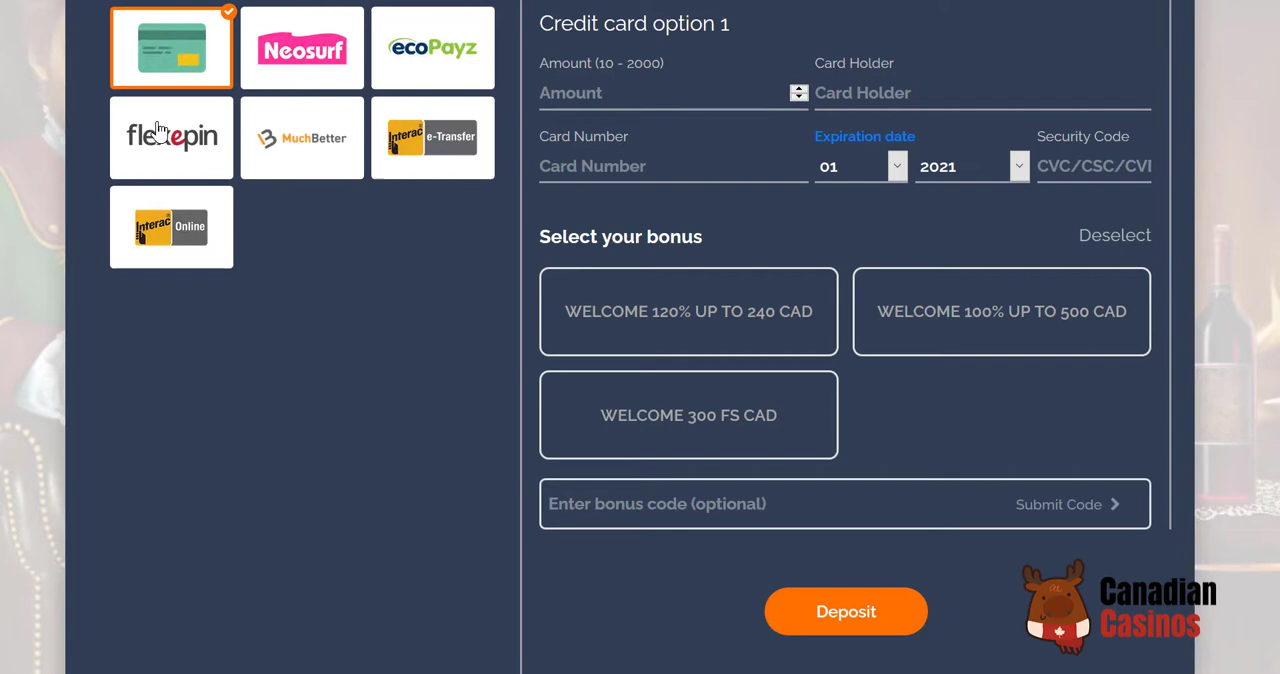 Neosurf
ecoPayz
flexepin
MuchBetter
Interac e-Transfer
Interac Online
Credit card option 1
Amount (10 - 2000)
Card Holder
Amount
Card Holder
Card Number
Expiration date
Security Code
Card Number
01
2021
CVC/CSC/CVI
Select your bonus
Deselect
WELCOME 120% UP TO 240 CAD
WELCOME 100% UP TO 500 CAD
WELCOME 300 FS CAD
Enter bonus code (optional)
Submit Code
Deposit
Canadian
Casinos